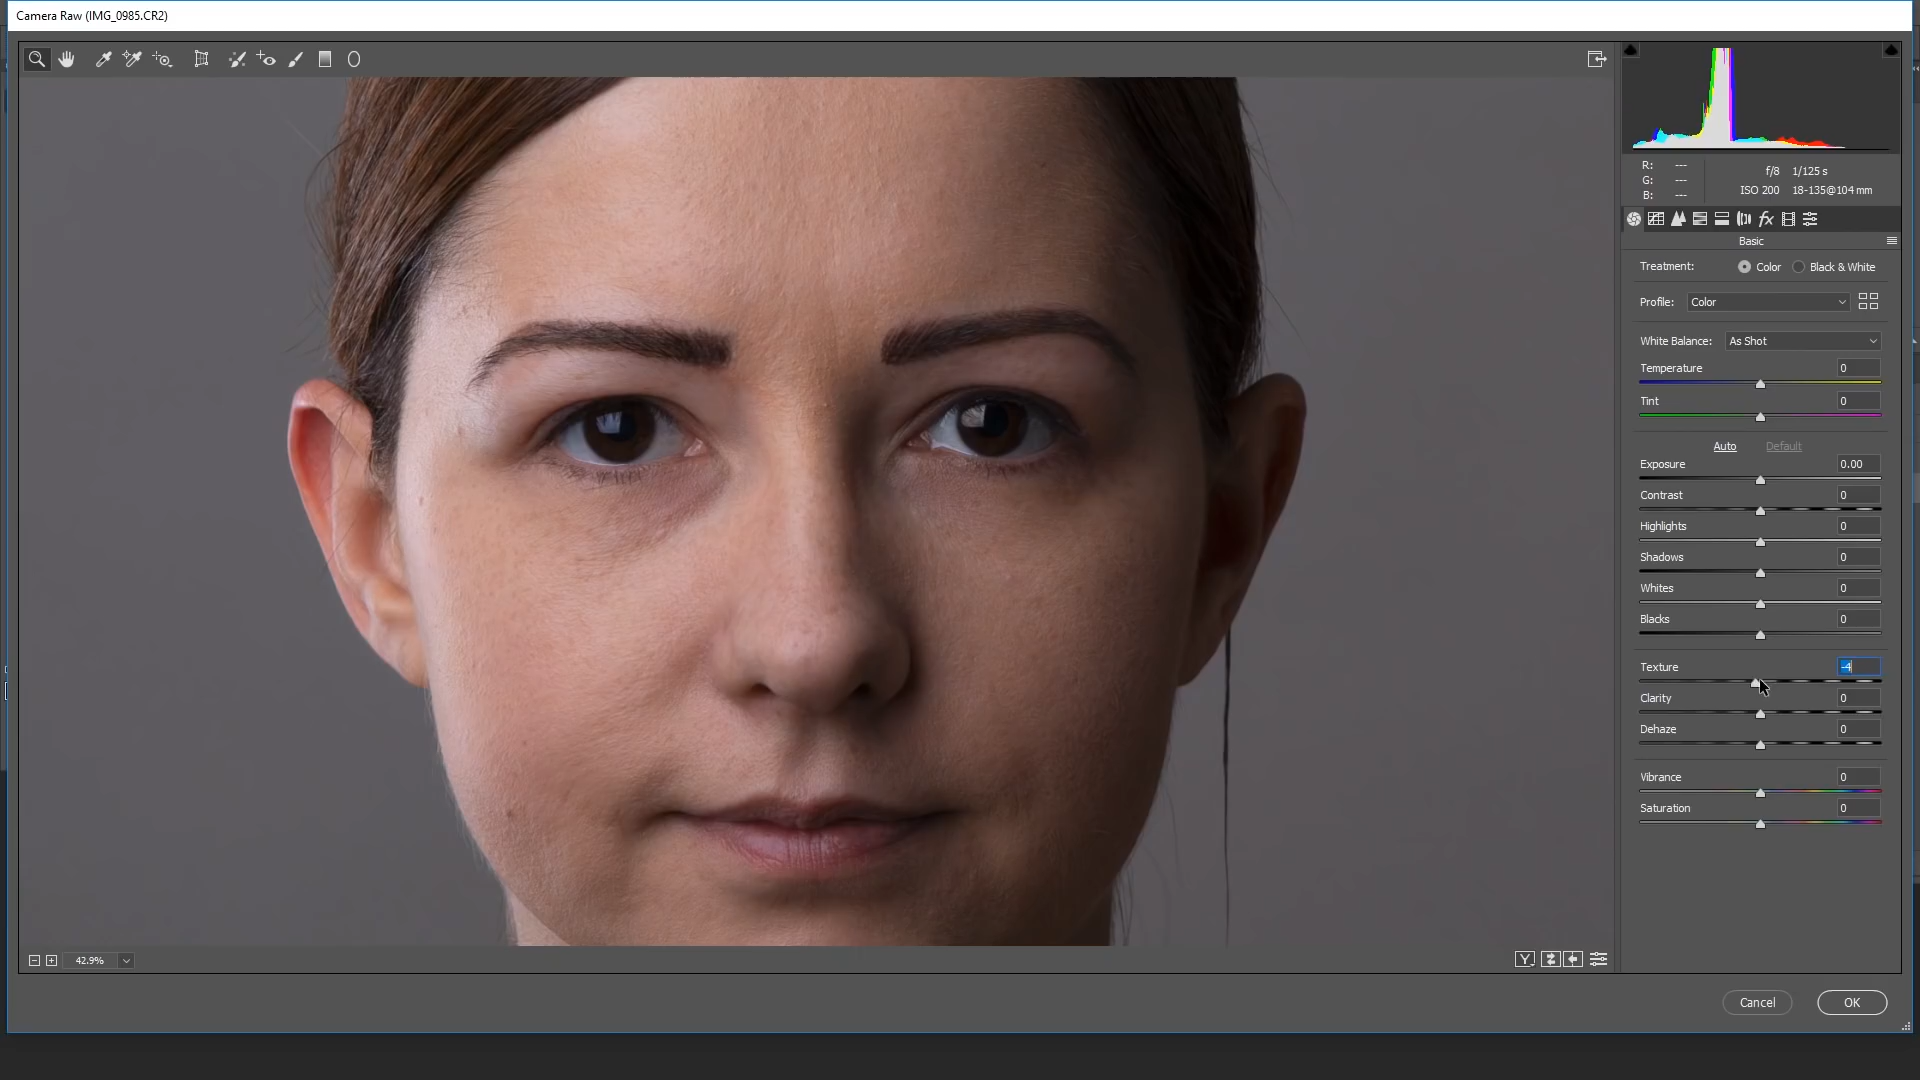 Camera Raw (IMG_0985.CR2)
R: ---
G: ---
B: ---
f/8 1/125 s
ISO 200 18-135@104 mm
fx
Basic
Treatment: Color Black & White
Profile: Color
White Balance: As Shot
Temperature 0
Tint 0
Auto Default
Exposure 0.00
Contrast 0
Highlights 0
Shadows 0
Whites 0
Blacks 0
Texture -4
Clarity 0
Dehaze 0
Vibrance 0
Saturation 0
42.9%
Y
Cancel OK